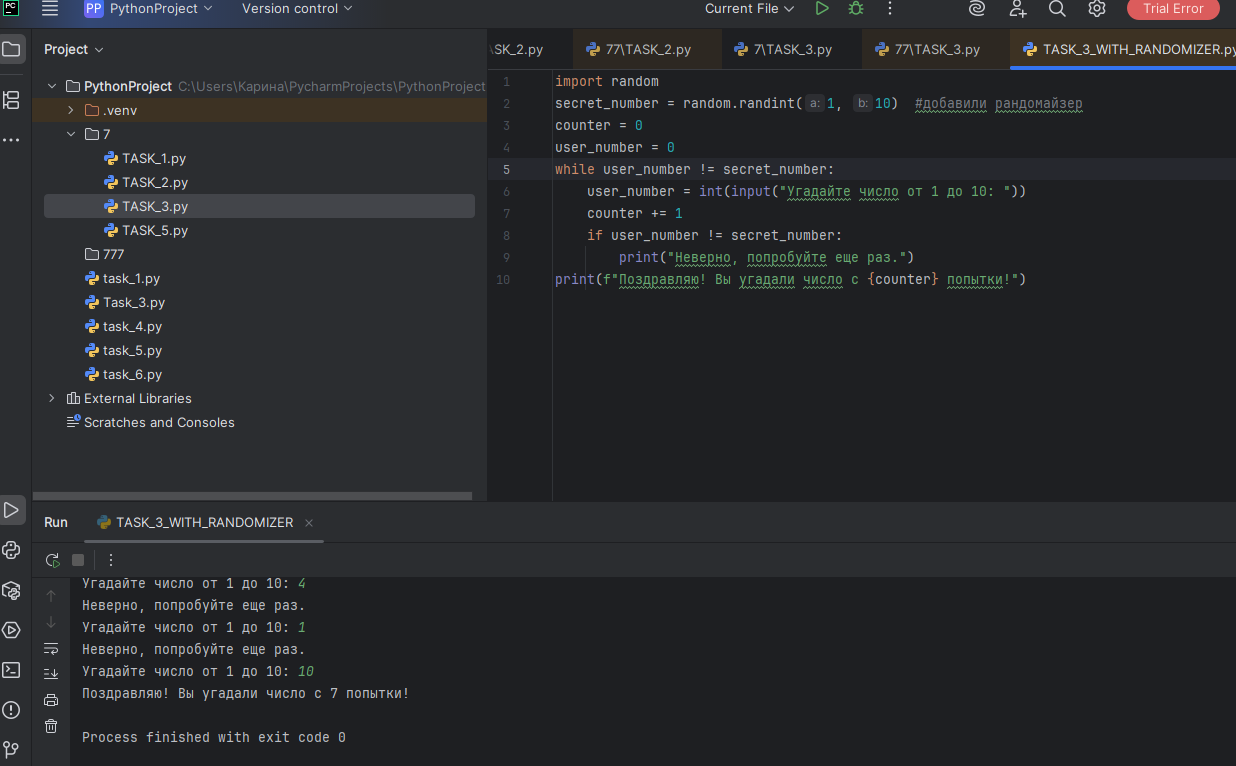 PC
PP PythonProject
Version control
Current File
Trial Error
Project
PythonProject C:\Users\Карина\PycharmProjects\PythonProject
.venv
7
TASK_1.py
TASK_2.py
TASK_3.py
TASK_5.py
777
task_1.py
Task_3.py
task_4.py
task_5.py
task_6.py
External Libraries
Scratches and Consoles
\SK_2.py
77\TASK_2.py
7\TASK_3.py
77\TASK_3.py
TASK_3_WITH_RANDOMIZER.py
1 import random
2 secret_number = random.randint( a: 1, b: 10) #добавили рандомайзер
3 counter = 0
4 user_number = 0
5 while user_number != secret_number:
6 user_number = int(input("Угадайте число от 1 до 10: "))
7 counter += 1
8 if user_number != secret_number:
9 print("Неверно, попробуйте еще раз.")
10 print(f"Поздравляю! Вы угадали число с {counter} попытки!")
Run
TASK_3_WITH_RANDOMIZER
Угадайте число от 1 до 10: 4
Неверно, попробуйте еще раз.
Угадайте число от 1 до 10: 1
Неверно, попробуйте еще раз.
Угадайте число от 1 до 10: 10
Поздравляю! Вы угадали число с 7 попытки!
Process finished with exit code 0